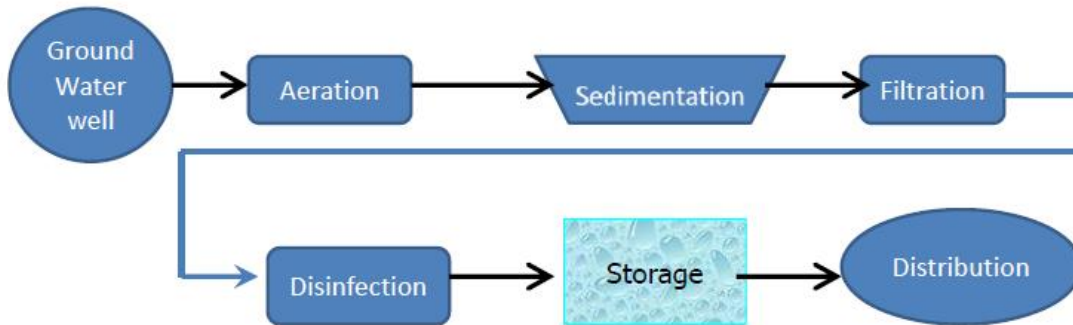 Ground
Water
well
Aeration
Sedimentation
Filtration
Disinfection
Storage
Distribution